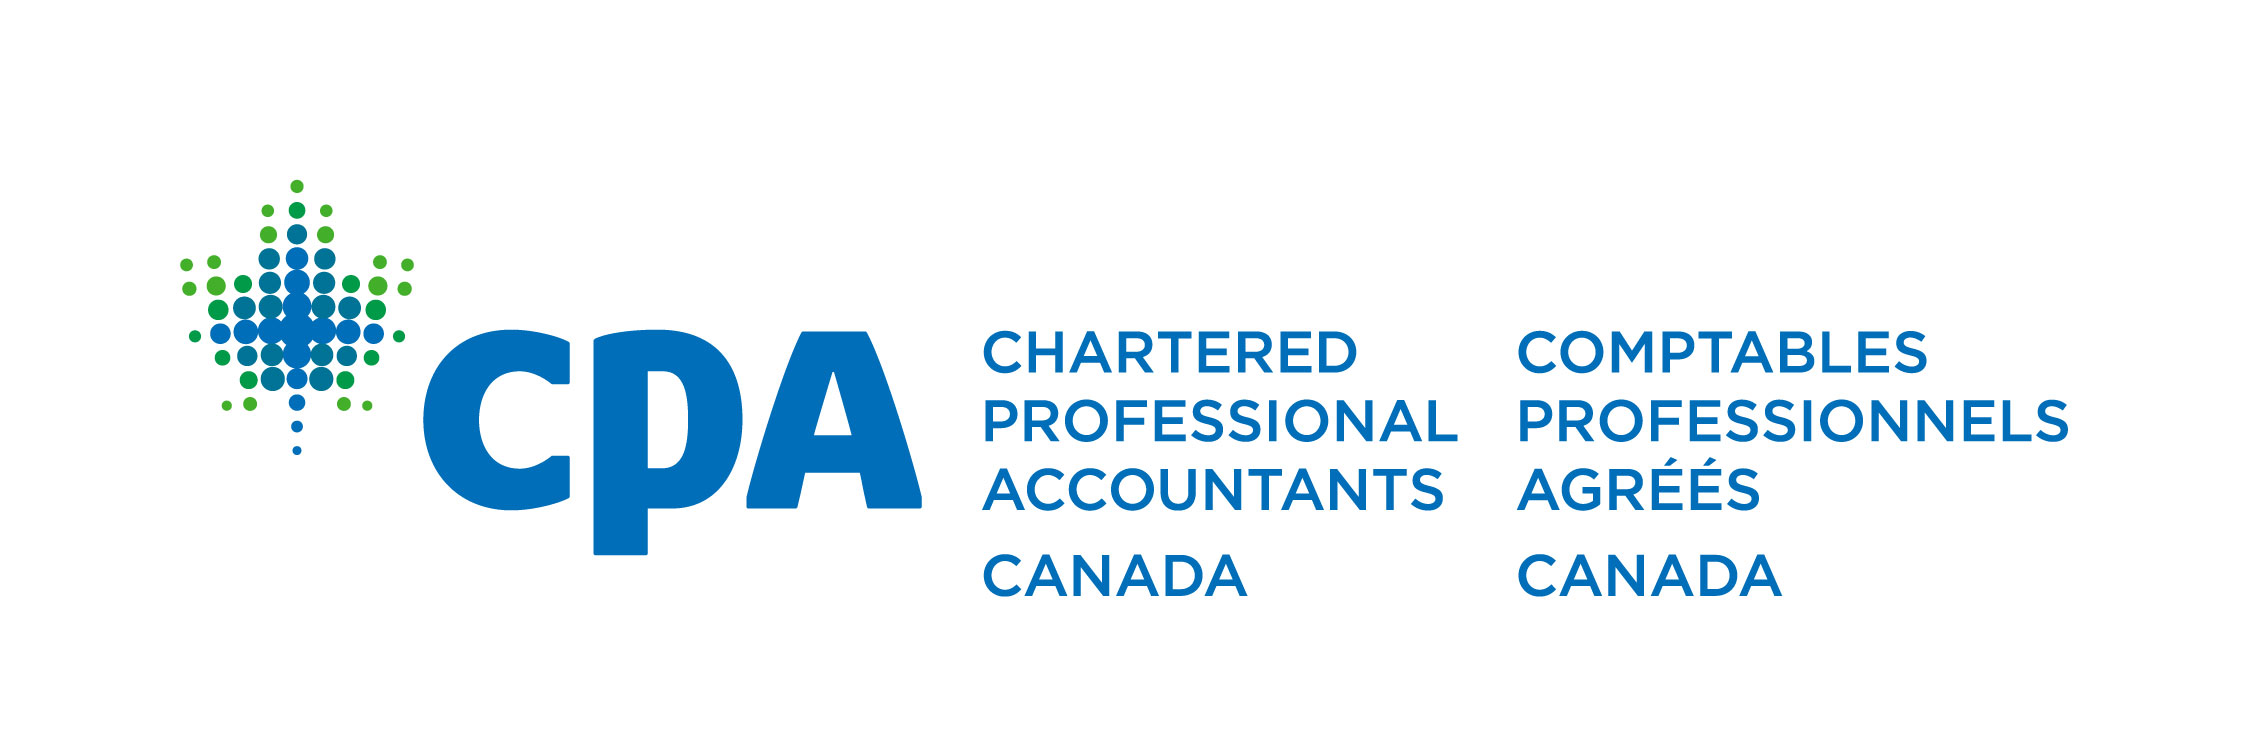 cpA
CHARTERED
PROFESSIONAL
ACCOUNTANTS
CANADA
COMPTABLES
PROFESSIONNELS
AGRÉÉS
CANADA